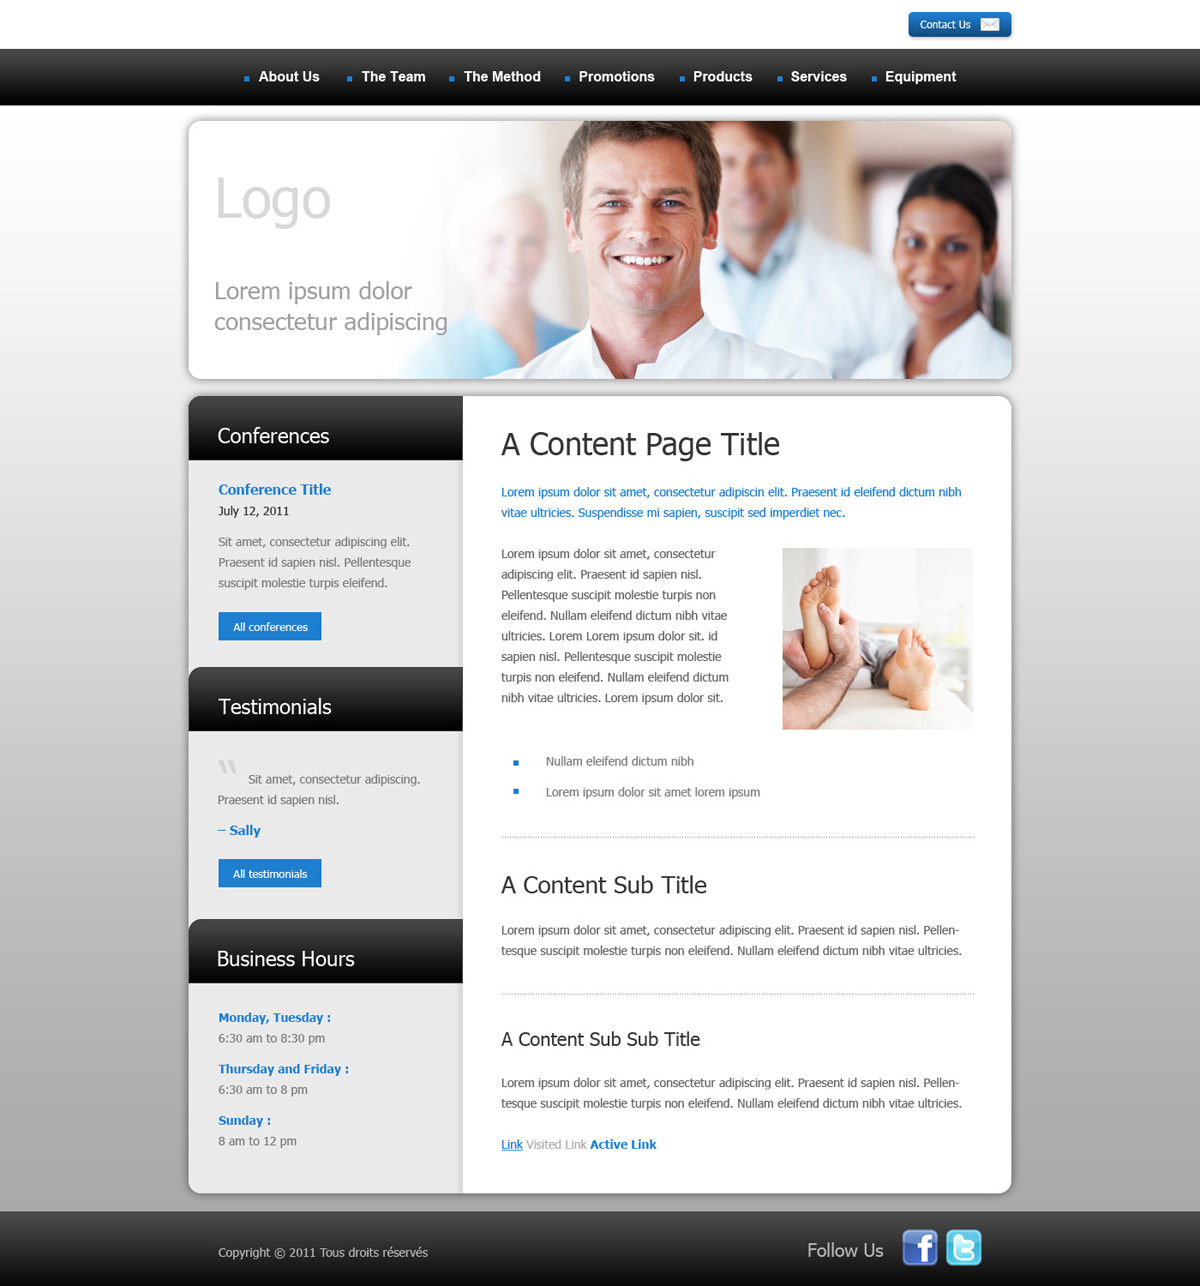 Contact Us
About Us
The Team
The Method
Promotions
Products
Services
Equipment
Logo
Lorem ipsum dolor
consectetur adipiscing
Conferences
Conference Title
July 12, 2011
Sit amet, consectetur adipiscing elit.
Praesent id sapien nisl. Pellentesque
suscipit molestie turpis eleifend.
All conferences
Testimonials
" Sit amet, consectetur adipiscing.
Praesent id sapien nisl.
– Sally
All testimonials
Business Hours
Monday, Tuesday :
6:30 am to 8:30 pm
Thursday and Friday :
6:30 am to 8 pm
Sunday :
8 am to 12 pm
A Content Page Title
Lorem ipsum dolor sit amet, consectetur adipiscin elit. Praesent id eleifend dictum nibh
vitae ultricies. Suspendisse mi sapien, suscipit sed imperdiet nec.
Lorem ipsum dolor sit amet, consectetur
adipiscing elit. Praesent id sapien nisl.
Pellentesque suscipit molestie turpis non
eleifend. Nullam eleifend dictum nibh vitae
ultricies. Lorem Lorem ipsum dolor sit. id
sapien nisl. Pellentesque suscipit molestie
turpis non eleifend. Nullam eleifend dictum
nibh vitae ultricies. Lorem ipsum dolor sit.
Nullam eleifend dictum nibh
Lorem ipsum dolor sit amet lorem ipsum
A Content Sub Title
Lorem ipsum dolor sit amet, consectetur adipiscing elit. Praesent id sapien nisl. Pellen-
tesque suscipit molestie turpis non eleifend. Nullam eleifend dictum nibh vitae ultricies.
A Content Sub Sub Title
Lorem ipsum dolor sit amet, consectetur adipiscing elit. Praesent id sapien nisl. Pellen-
tesque suscipit molestie turpis non eleifend. Nullam eleifend dictum nibh vitae ultricies.
Link Visited Link Active Link
Copyright © 2011 Tous droits réservés
Follow Us f t